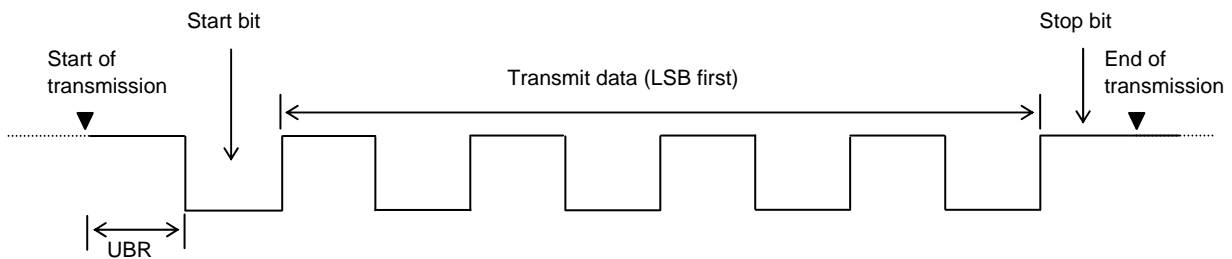 Start bit
Stop bit
Start of
transmission
End of
transmission
Transmit data (LSB first)
UBR